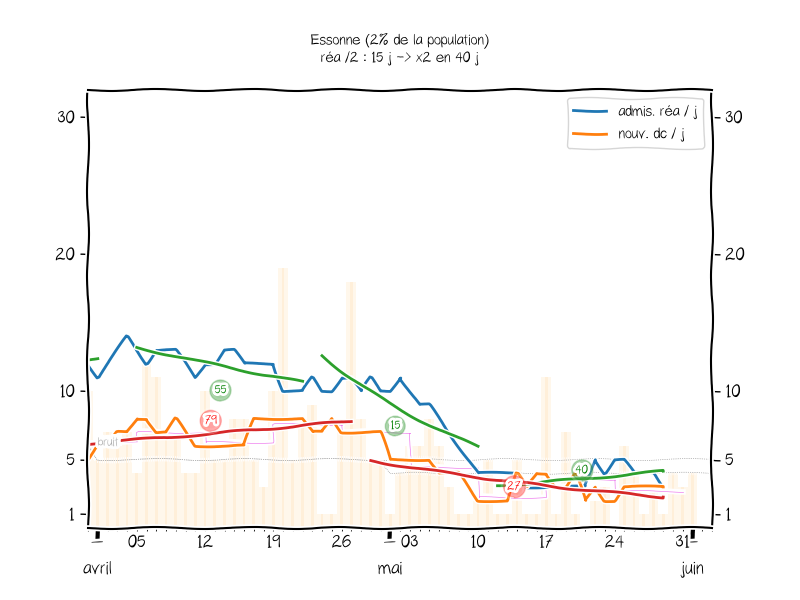 Essonne (2% de la population)
réa /2 : 15 j -> x2 en 40 j
admis. réa / j
nouv. dc / j
30
30
20
20
10
10
5
5
1
1
bruit
55
79
15
27
40
05 12 19 26 03 10 17 24 31
avril mai juin